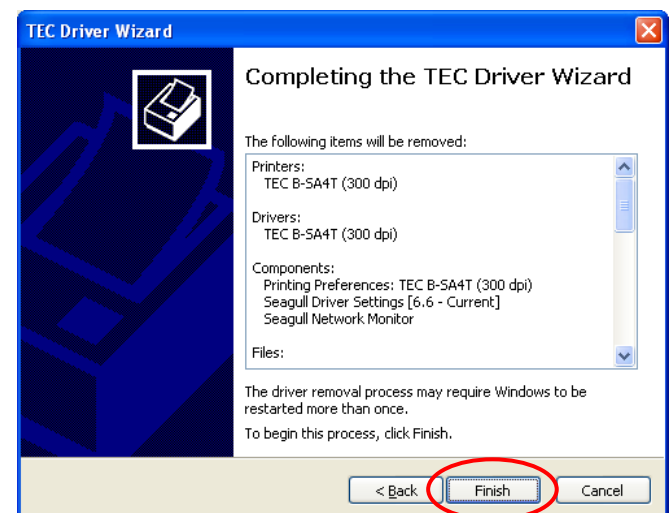 TEC Driver Wizard
Completing the TEC Driver Wizard
The following items will be removed:
Printers:
TEC B-SA4T (300 dpi)
Drivers:
TEC B-SA4T (300 dpi)
Components:
Printing Preferences: TEC B-SA4T (300 dpi)
Seagull Driver Settings [6.6 - Current]
Seagull Network Monitor
Files:
The driver removal process may require Windows to be
restarted more than once.
To begin this process, click Finish.
< Back Finish Cancel